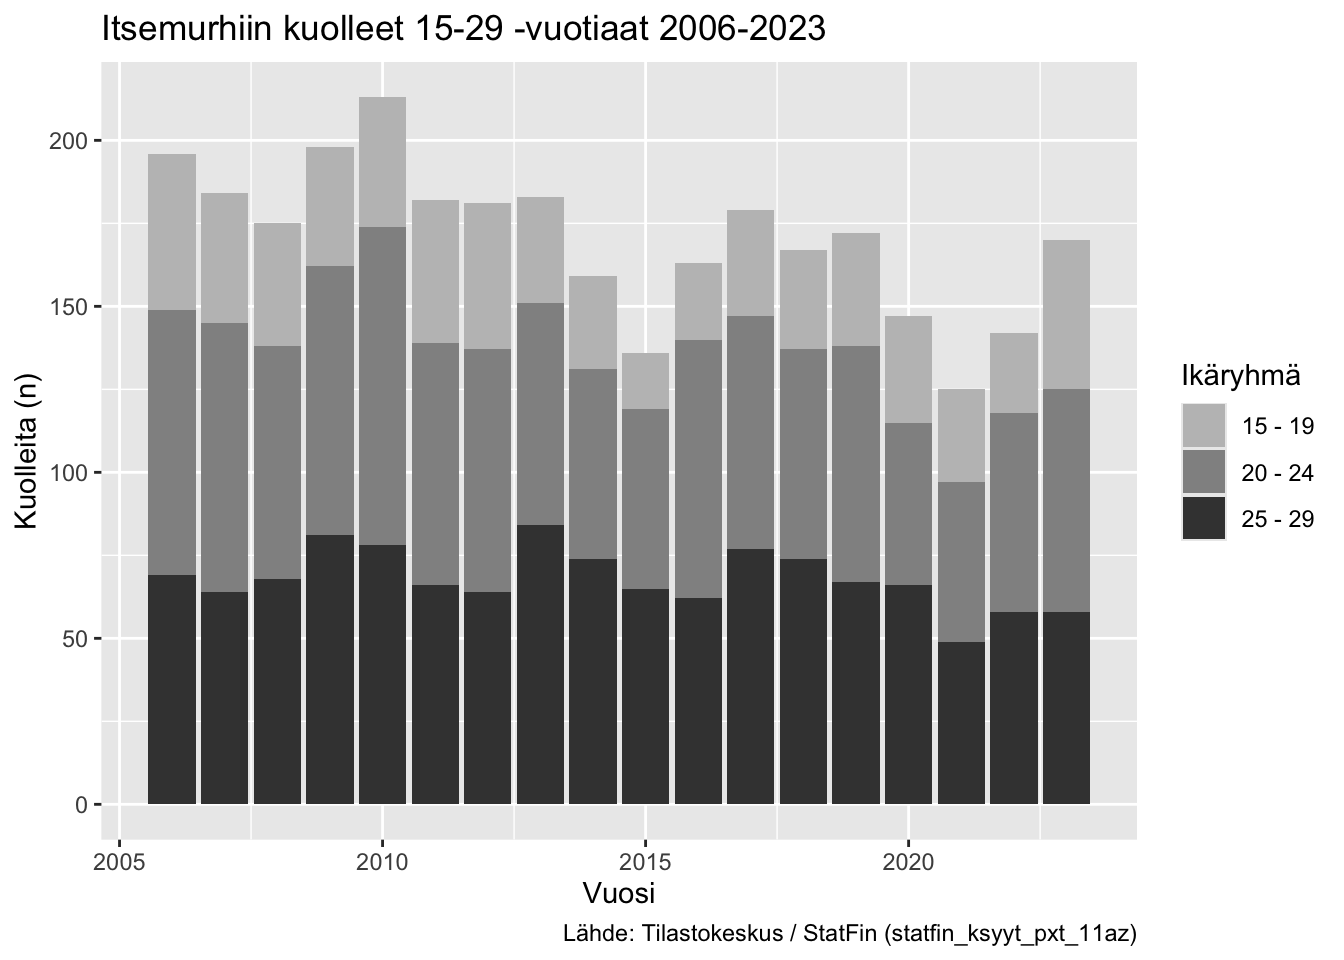 Itsemurhiin kuolleet 15-29 -vuotiaat 2006-2023
200
150
100
50
0
Kuolleita (n)
2005 2010 2015 2020
Vuosi
Ikäryhmä
15 - 19
20 - 24
25 - 29
Lähde: Tilastokeskus / StatFin (statfin_ksyyt_pxt_11az)